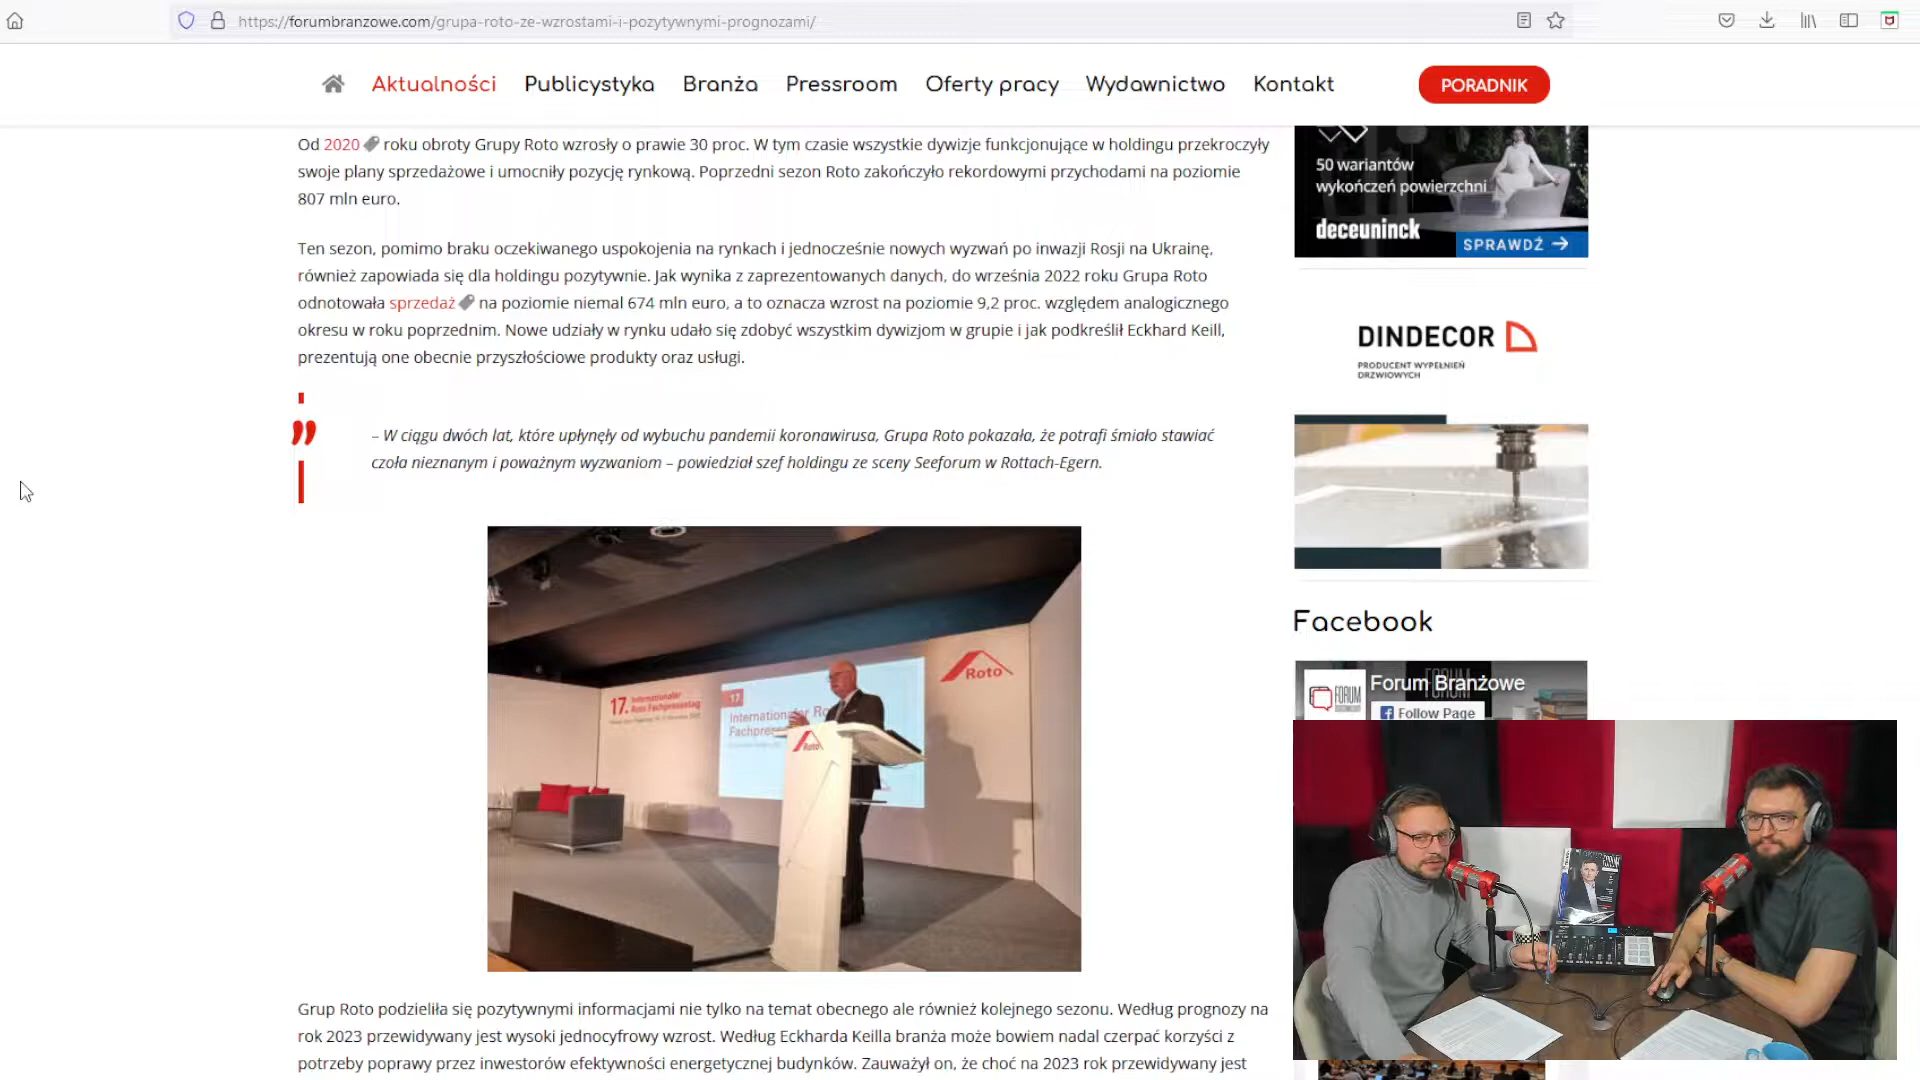 https://forumbranzowe.com/grupa-roto-ze-wzrostami-i-pozytywnymi-prognozami/
Aktualności Publicystyka Branża Pressroom Oferty pracy Wydawnictwo Kontakt PORADNIK
Od 2020 roku obroty Grupy Roto wzrosły o prawie 30 proc. W tym czasie wszystkie dywizje funkcjonujące w holdingu przekroczyły
swoje plany sprzedażowe i umocniły pozycję rynkową. Poprzedni sezon Roto zakończyło rekordowymi przychodami na poziomie
807 mln euro.
Ten sezon, pomimo braku oczekiwanego uspokojenia na rynkach i jednocześnie nowych wyzwań po inwazji Rosji na Ukrainę,
również zapowiada się dla holdingu pozytywnie. Jak wynika z zaprezentowanych danych, do września 2022 roku Grupa Roto
odnotowała sprzedaż na poziomie niemal 674 mln euro, a to oznacza wzrost na poziomie 9,2 proc. względem analogicznego
okresu w roku poprzednim. Nowe udziały w rynku udało się zdobyć wszystkim dywizjom w grupie i jak podkreślił Eckhard Keill,
prezentują one obecnie przyszłościowe produkty oraz usługi.
– W ciągu dwóch lat, które upłynęły od wybuchu pandemii koronawirusa, Grupa Roto pokazała, że potrafi śmiało stawiać
czoła nieznanym i poważnym wyzwaniom – powiedział szef holdingu ze sceny Seeforum w Rottach-Egern.
17. Internationaler
Roto Fachpressetag
17
Internationaler Ro
Fachpres
Roto
Roto
Grup Roto podzieliła się pozytywnymi informacjami nie tylko na temat obecnego ale również kolejnego sezonu. Według prognozy na
rok 2023 przewidywany jest wysoki jednocyfrowy wzrost. Według Eckharda Keilla branża może bowiem nadal czerpać korzyści z
potrzeby poprawy przez inwestorów efektywności energetycznej budynków. Zauważył on, że choć na 2023 rok przewidywany jest
50 wariantów
wykończeń powierzchni
deceuninck
SPRAWDŹ →
DINDECOR
PRODUCENT WYPEŁNIEŃ
DRZWIOWYCH
Facebook
FORUM
Forum Branżowe
Follow Page
FORUM